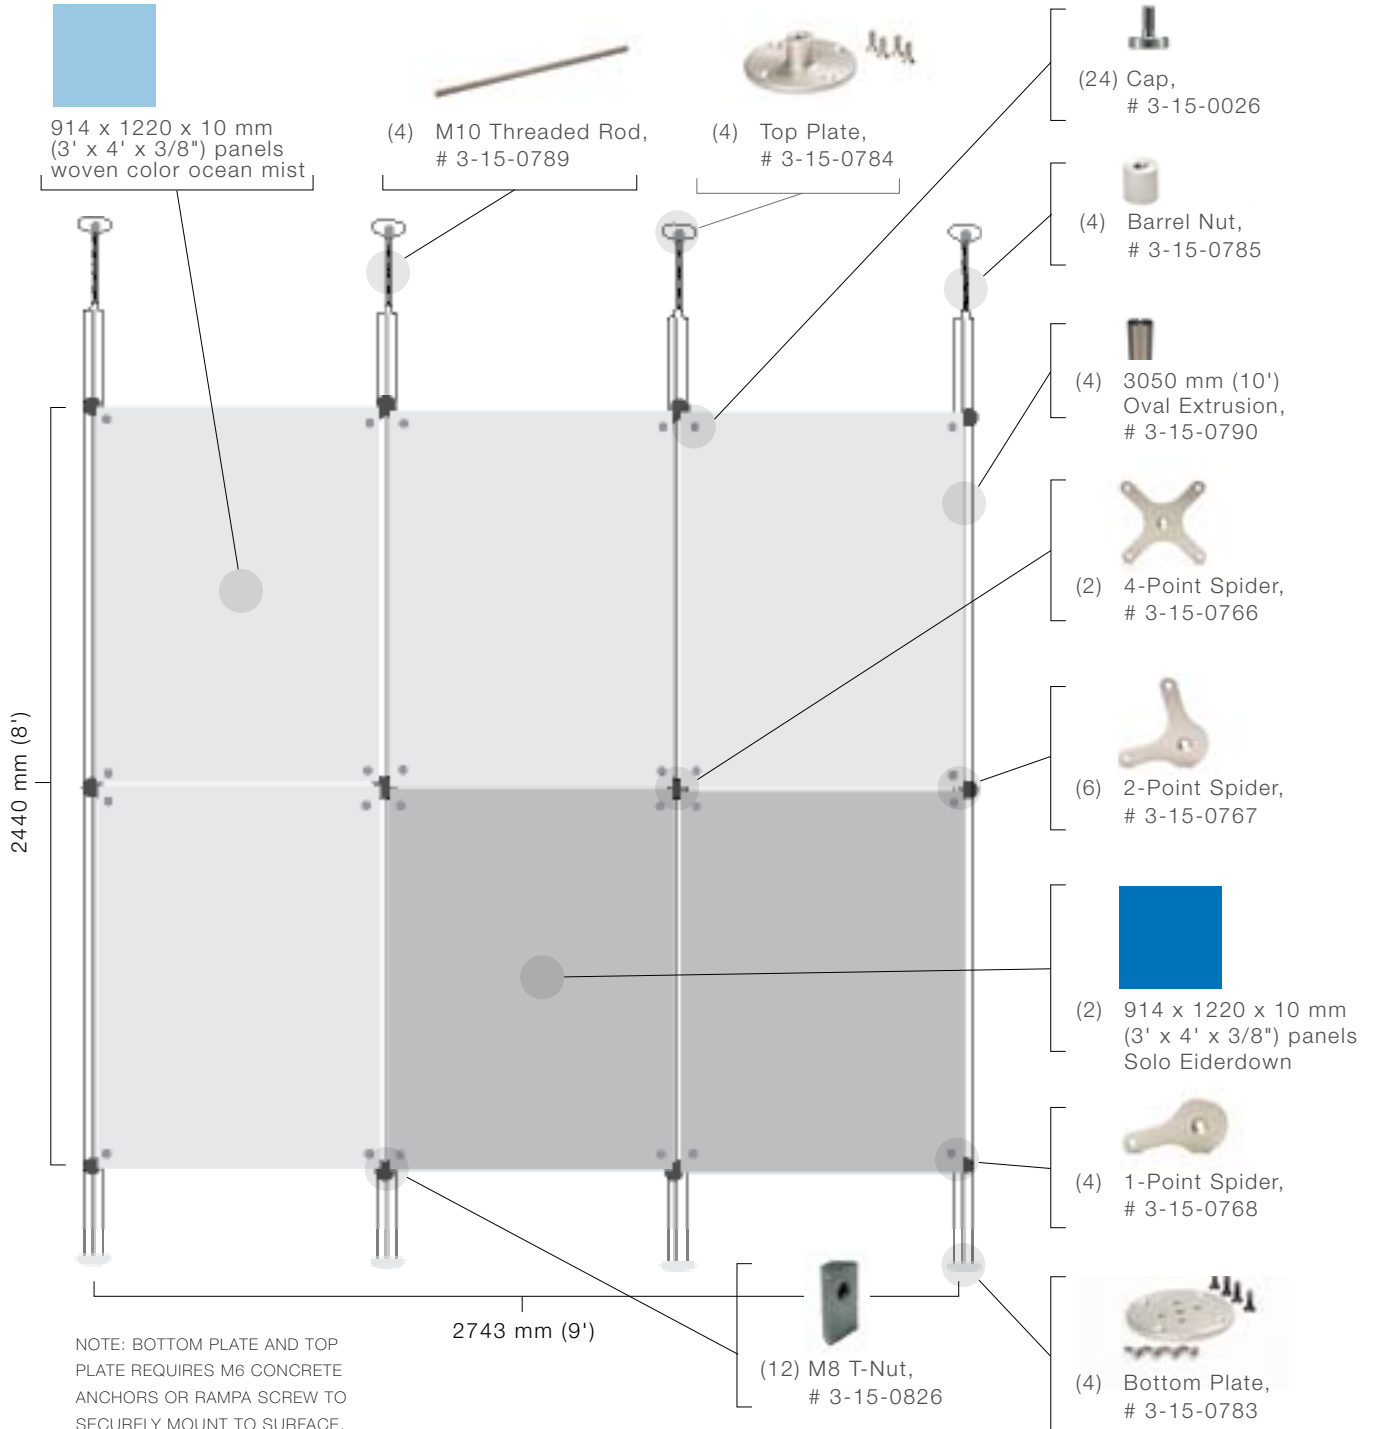 914 x 1220 x 10 mm
(3' x 4' x 3/8") panels
woven color ocean mist
(4) M10 Threaded Rod,
# 3-15-0789
(4) Top Plate,
# 3-15-0784
(24) Cap,
# 3-15-0026
(4) Barrel Nut,
# 3-15-0785
(4) 3050 mm (10')
Oval Extrusion,
# 3-15-0790
(2) 4-Point Spider,
# 3-15-0766
(6) 2-Point Spider,
# 3-15-0767
(2) 914 x 1220 x 10 mm
(3' x 4' x 3/8") panels
Solo Eiderdown
(4) 1-Point Spider,
# 3-15-0768
(4) Bottom Plate,
# 3-15-0783
(12) M8 T-Nut,
# 3-15-0826
2440 mm (8')
2743 mm (9')
NOTE: BOTTOM PLATE AND TOP
PLATE REQUIRES M6 CONCRETE
ANCHORS OR RAMPA SCREW TO
SECURELY MOUNT TO SURFACE.